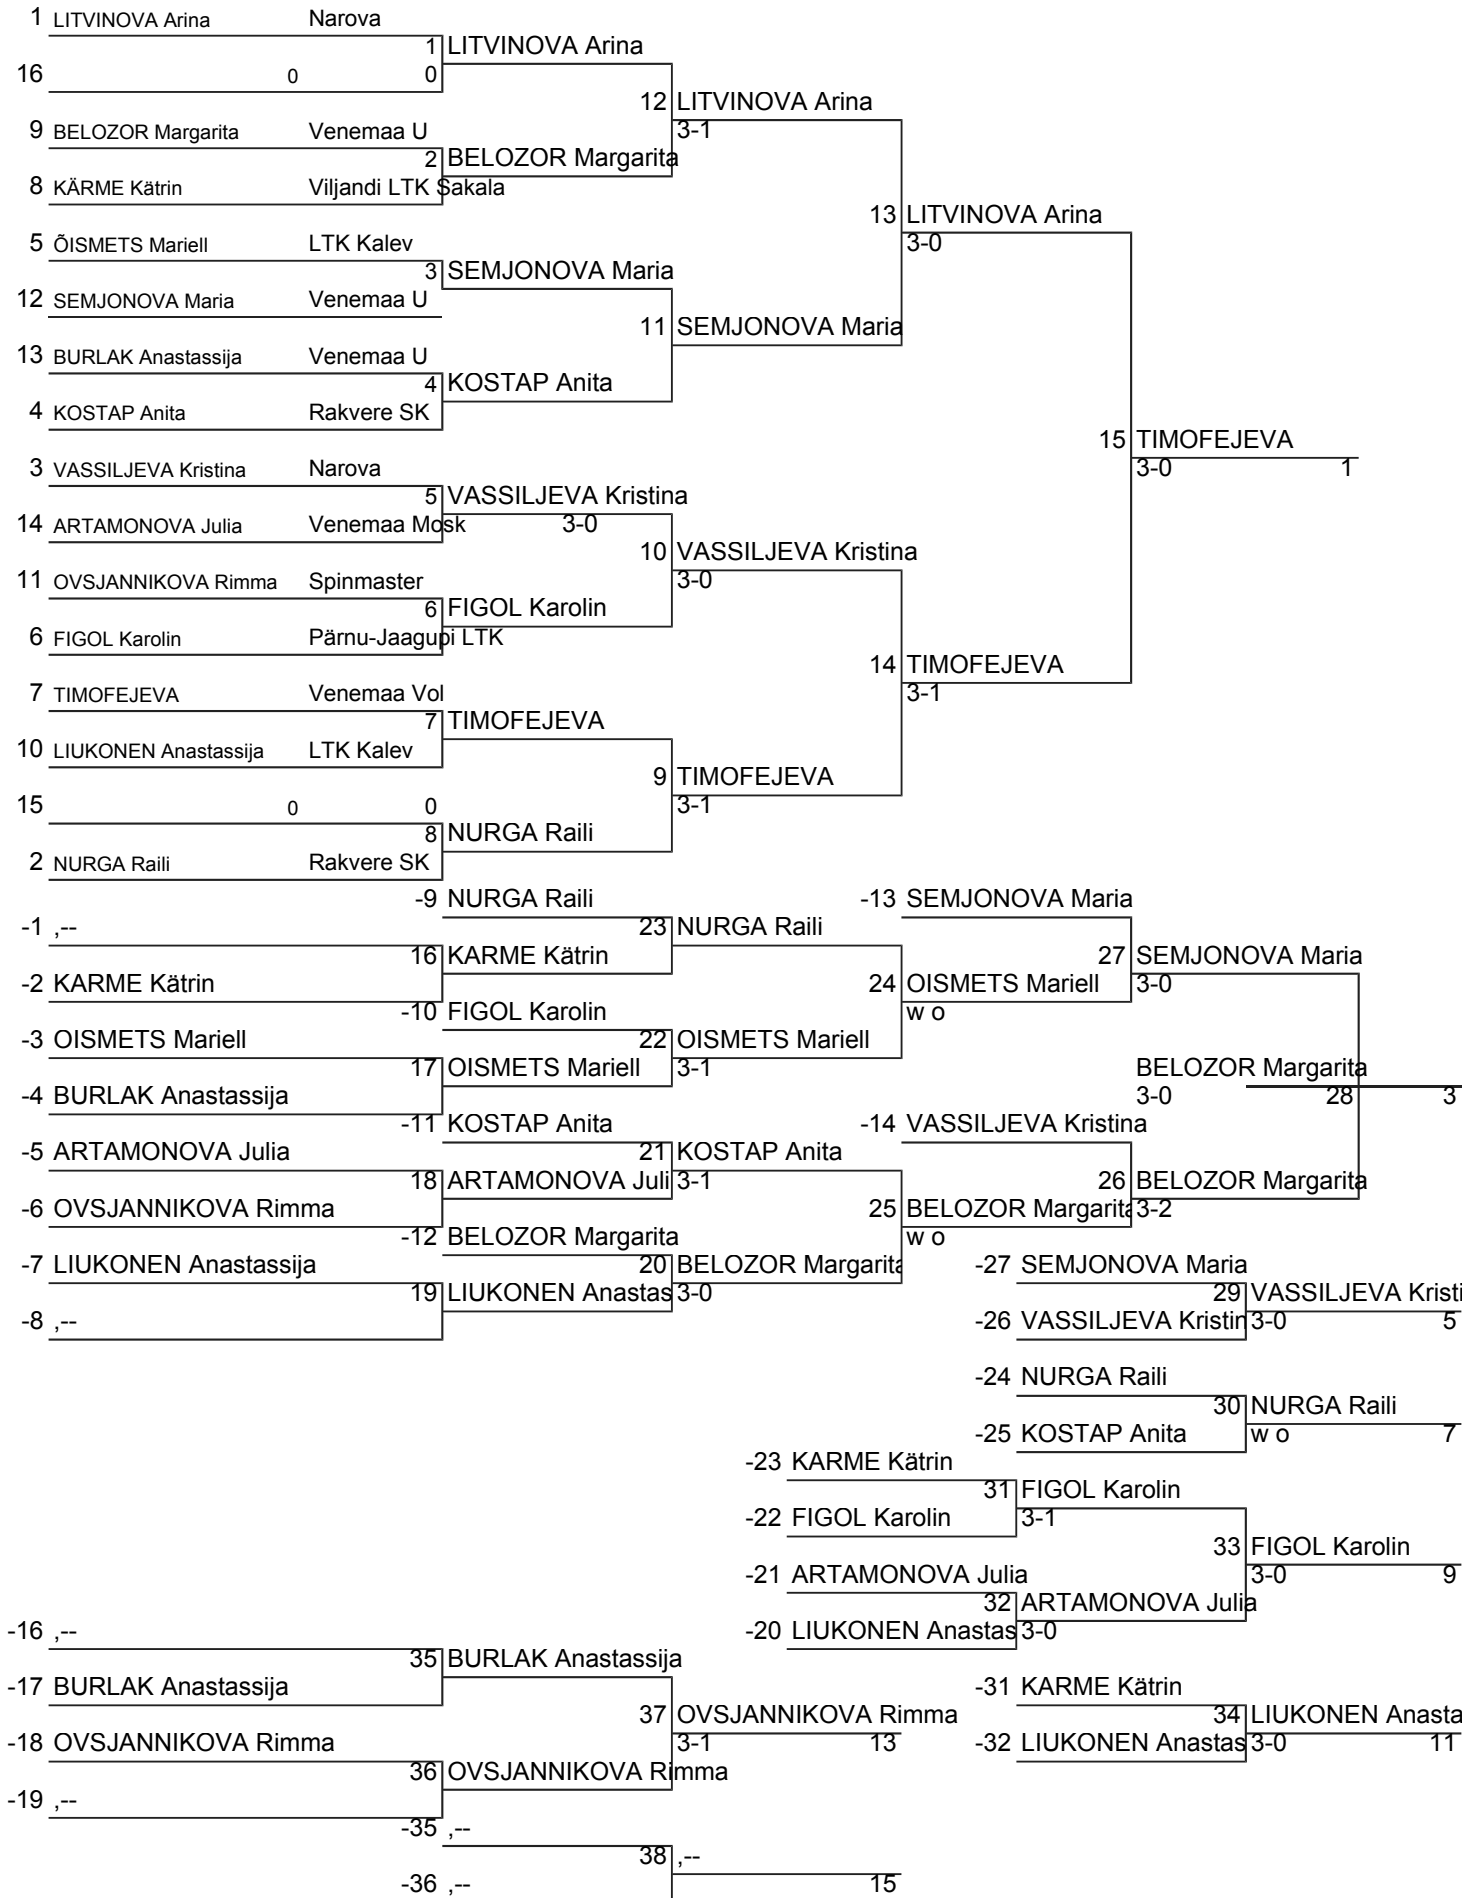 1 LITVINOVA Arina Narova
1 LITVINOVA Arina
16 0 0
12 LITVINOVA Arina
9 BELOZOR Margarita Venemaa U
3-1
2 BELOZOR Margarita
8 KÄRME Kätrin Viljandi LTK Sakala
13 LITVINOVA Arina
5 ÕISMETS Mariell LTK Kalev
3-0
3 SEMJONOVA Maria
12 SEMJONOVA Maria Venemaa U
11 SEMJONOVA Maria
13 BURLAK Anastassija Venemaa U
4 KOSTAP Anita
4 KOSTAP Anita Rakvere SK
15 TIMOFEJEVA
3 VASSILJEVA Kristina Narova
3-0 1
5 VASSILJEVA Kristina
14 ARTAMONOVA Julia Venemaa Mosk 3-0
10 VASSILJEVA Kristina
11 OVSJANNIKOVA Rimma Spinmaster
3-0
6 FIGOL Karolin
6 FIGOL Karolin Pärnu-Jaagupi LTK
14 TIMOFEJEVA
7 TIMOFEJEVA Venemaa Vol
3-1
7 TIMOFEJEVA
10 LIUKONEN Anastassija LTK Kalev
9 TIMOFEJEVA
15 0 0
3-1
8 NURGA Raili
2 NURGA Raili Rakvere SK
-9 NURGA Raili
-13 SEMJONOVA Maria
-1 ,--
23 NURGA Raili
16 KARME Kätrin
27 SEMJONOVA Maria
-2 KARME Kätrin
24 OISMETS Mariell
3-0
-10 FIGOL Karolin
w o
-3 OISMETS Mariell
22 OISMETS Mariell
17 OISMETS Mariell
3-1
BELOZOR Margarita
-4 BURLAK Anastassija
3-0 28 3
-11 KOSTAP Anita
-14 VASSILJEVA Kristina
-5 ARTAMONOVA Julia
21 KOSTAP Anita
18 ARTAMONOVA Juli
3-1
26 BELOZOR Margarita
-6 OVSJANNIKOVA Rimma
25 BELOZOR Margarita
3-2
-12 BELOZOR Margarita
w o
-7 LIUKONEN Anastassija
20 BELOZOR Margarita
-27 SEMJONOVA Maria
19 LIUKONEN Anastas
3-0
29 VASSILJEVA Kristi
-8 ,--
-26 VASSILJEVA Kristin
3-0 5
-24 NURGA Raili
30 NURGA Raili
-25 KOSTAP Anita
w o 7
-23 KARME Kätrin
31 FIGOL Karolin
-22 FIGOL Karolin
3-1
33 FIGOL Karolin
-21 ARTAMONOVA Julia
3-0 9
32 ARTAMONOVA Julia
-20 LIUKONEN Anastas
3-0
-16 ,--
35 BURLAK Anastassija
-17 BURLAK Anastassija
-31 KARME Kätrin
37 OVSJANNIKOVA Rimma
34 LIUKONEN Anasta
-18 OVSJANNIKOVA Rimma
3-1 13
-32 LIUKONEN Anastas
3-0 11
36 OVSJANNIKOVA Rimma
-19 ,--
-35 ,--
38 ,--
-36 ,--
15